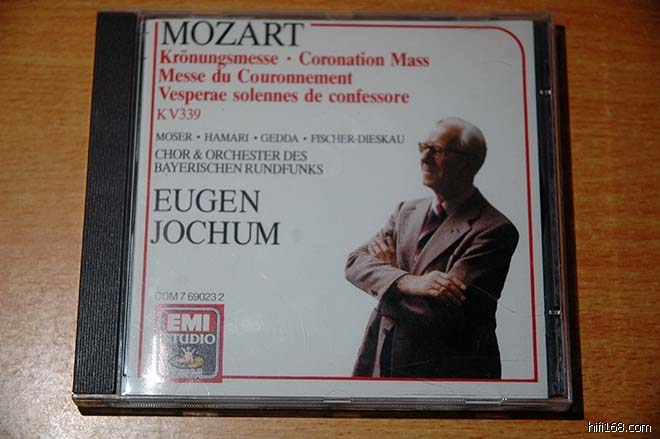 MOZART
Krönungsmesse · Coronation Mass
Messe du Couronnement
Vesperae solennes de confessore
KV339
MOSER · HAMARI · GEDDA · FISCHER-DIESKAU
CHOR & ORCHESTER DES
BAYERISCHEN RUNDFUNKS
EUGEN
JOCHUM
CDM 7 69023 2
EMI
STUDIO
hifi168.com